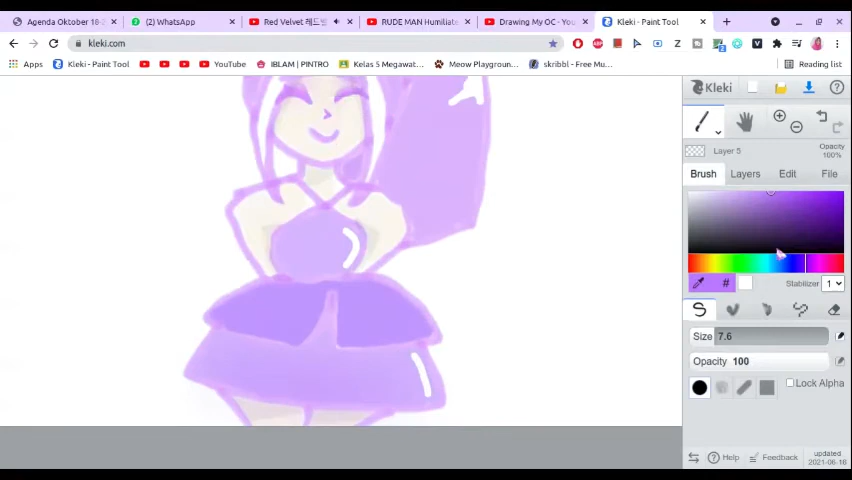 Agenda Oktober 18-2
(2) WhatsApp
Red Velvet 레드벨
RUDE MAN Humiliate
Drawing My OC - You
Kleki - Paint Tool
kleki.com
Apps
Kleki - Paint Tool
YouTube
IBLAM | PINTRO
Kelas 5 Megawat...
Meow Playgroun...
skribbl - Free Mu...
Reading list
Kleki
Layer 5
Opacity
100%
Brush
Layers
Edit
File
#
Stabilizer
1
Size
7.6
Opacity 100
Lock Alpha
Help
Feedback
updated
2021-06-16